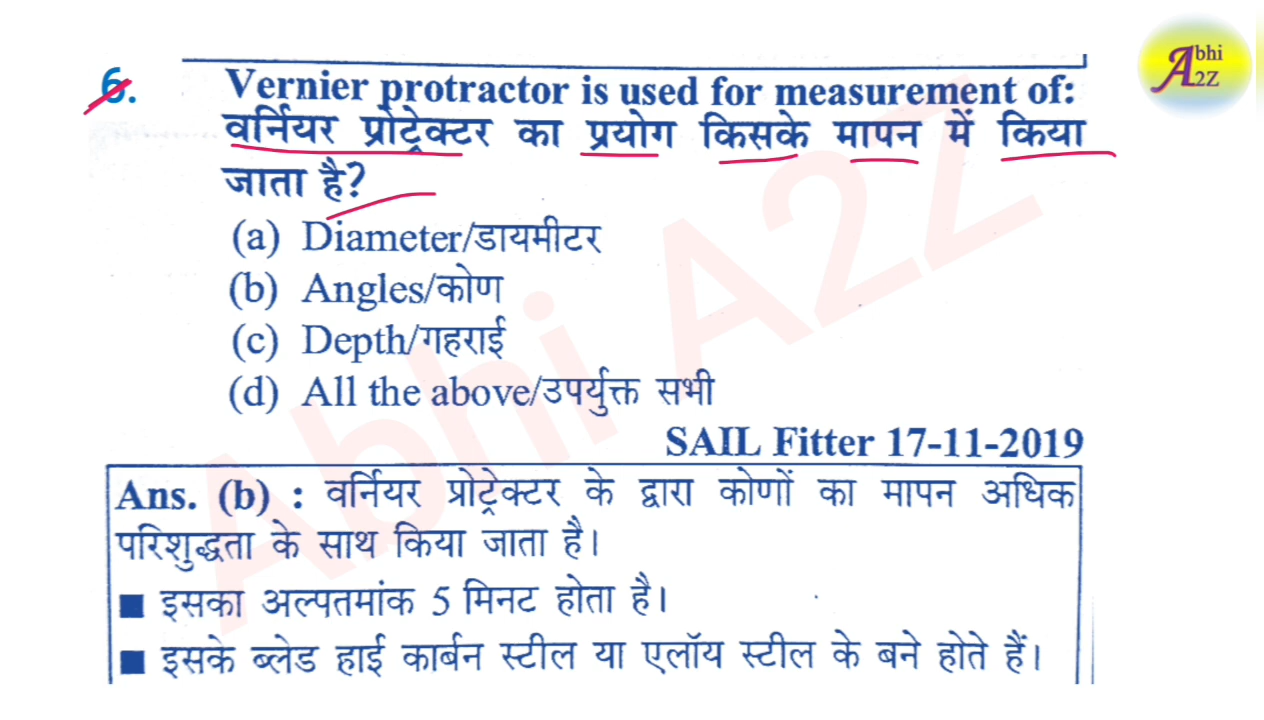 Abhi
A2Z
6. Vernier protractor is used for measurement of:
वर्नियर प्रोट्रेक्टर का प्रयोग किसके मापन में किया
जाता है?
(a) Diameter/डायमीटर
(b) Angles/कोण
(c) Depth/गहराई
(d) All the above/उपर्युक्त सभी
SAIL Fitter 17-11-2019
Ans. (b) : वर्नियर प्रोट्रेक्टर के द्वारा कोणों का मापन अधिक
परिशुद्धता के साथ किया जाता है।
■ इसका अल्पतमांक 5 मिनट होता है।
■ इसके ब्लेड हाई कार्बन स्टील या एलॉय स्टील के बने होते हैं।
Abhi A2Z